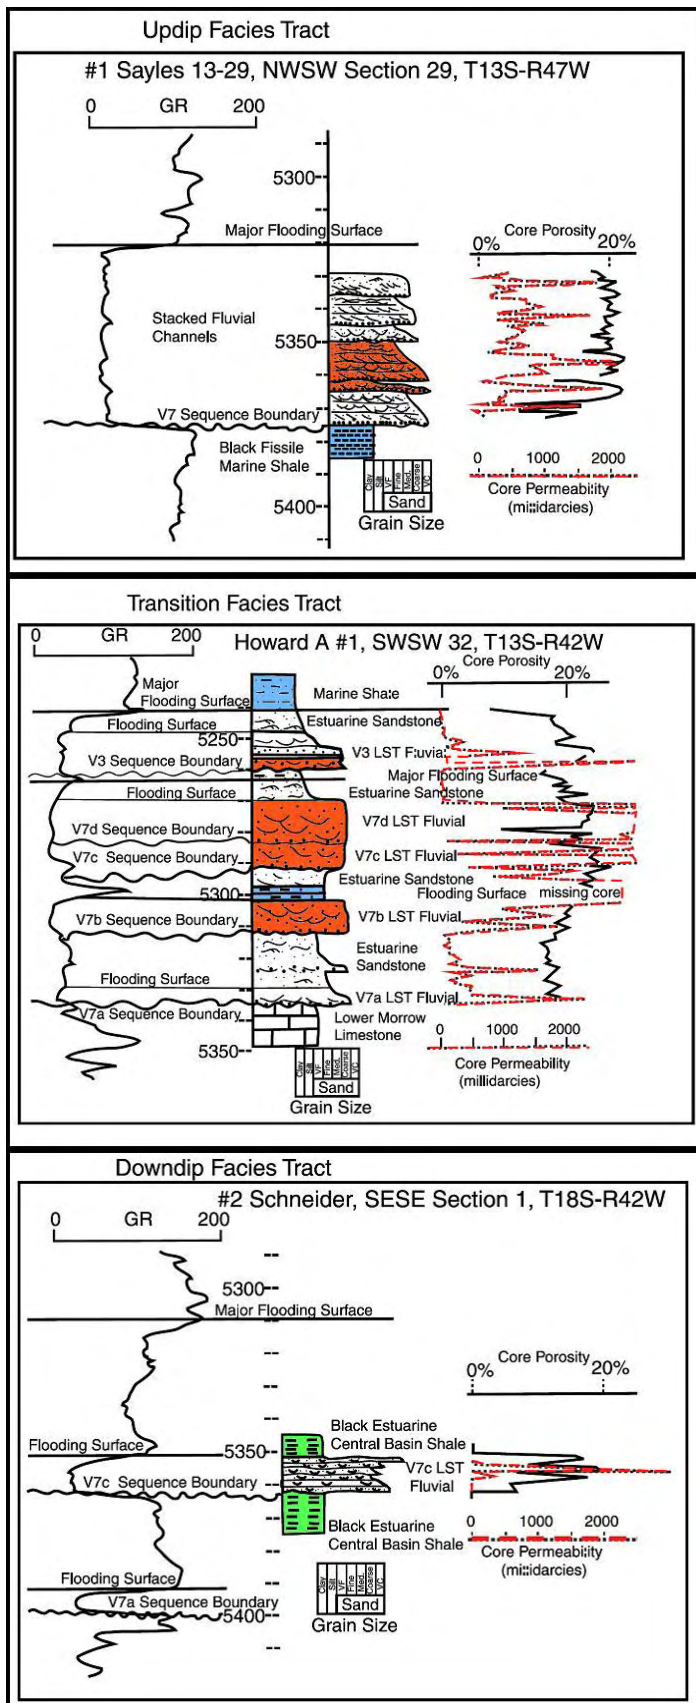 Updip Facies Tract
#1 Sayles 13-29, NWSW Section 29, T13S-R47W
0 GR 200
5300
Major Flooding Surface
Core Porosity
0% 20%
Stacked Fluvial
Channels
5350
V7 Sequence Boundary
Black Fissile
Marine Shale
5400
Clay Silt VF Fine Med. Coarse VC
Sand
Grain Size
0 1000 2000
Core Permeability
(millidarcies)
Transition Facies Tract
0 GR 200
Howard A #1, SWSW 32, T13S-R42W
Core Porosity
0% 20%
Major
Flooding Surface
Marine Shale
Flooding Surface
Estuarine Sandstone
5250
V3 Sequence Boundary
V3 LST Fluvial
Major Flooding Surface
Flooding Surface
Estuarine Sandstone
V7d Sequence Boundary
V7d LST Fluvial
V7c Sequence Boundary
V7c LST Fluvial
Estuarine Sandstone
5300
Flooding Surface missing core
V7b Sequence Boundary
V7b LST Fluvial
Estuarine
Sandstone
Flooding Surface
V7a LST Fluvial
V7a Sequence Boundary
Lower Morrow
Limestone
5350
Clay Silt VF Fine Med. Coarse VC
Sand
Grain Size
0 1000 2000
Core Permeability
(millidarcies)
Downdip Facies Tract
#2 Schneider, SESE Section 1, T18S-R42W
0 GR 200
5300
Major Flooding Surface
Core Porosity
0% 20%
Black Estuarine
Central Basin Shale
Flooding Surface
5350
V7c LST
Fluvial
V7c Sequence Boundary
Black Estuarine
Central Basin Shale
0 1000 2000
Core Permeability
(millidarcies)
Flooding Surface
V7a Sequence Boundary
5400
Clay Silt VF Fine Med. Coarse VC
Sand
Grain Size